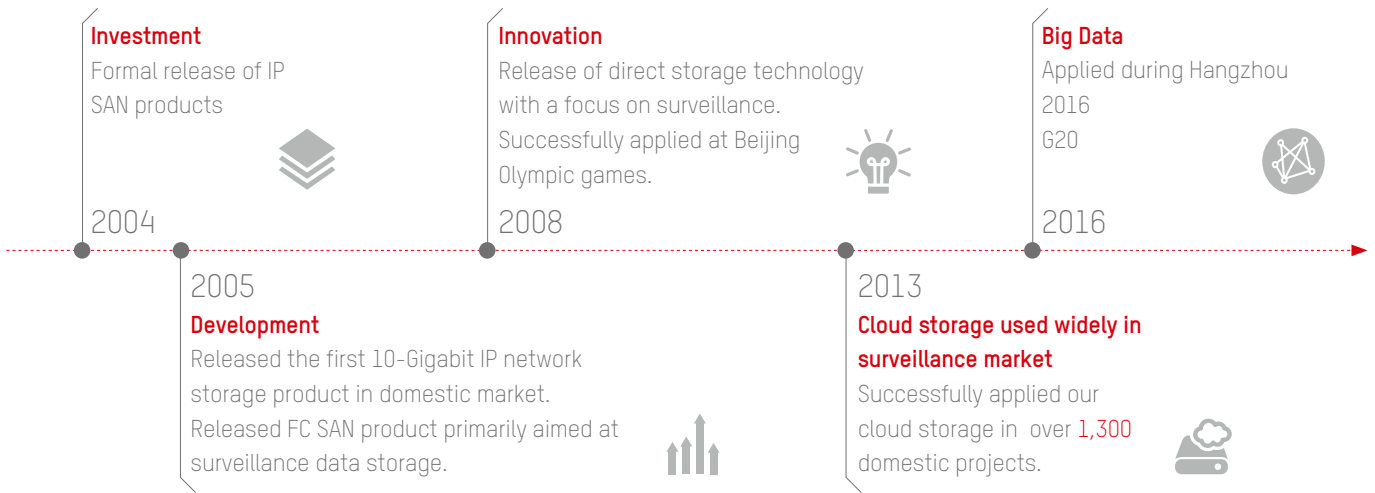 Investment
Formal release of IP
SAN products
2004
Innovation
Release of direct storage technology
with a focus on surveillance.
Successfully applied at Beijing
Olympic games.
2008
Big Data
Applied during Hangzhou
2016
G20
2016
2005
Development
Released the first 10-Gigabit IP network
storage product in domestic market.
Released FC SAN product primarily aimed at
surveillance data storage.
2013
Cloud storage used widely in
surveillance market
Successfully applied our
cloud storage in over 1,300
domestic projects.